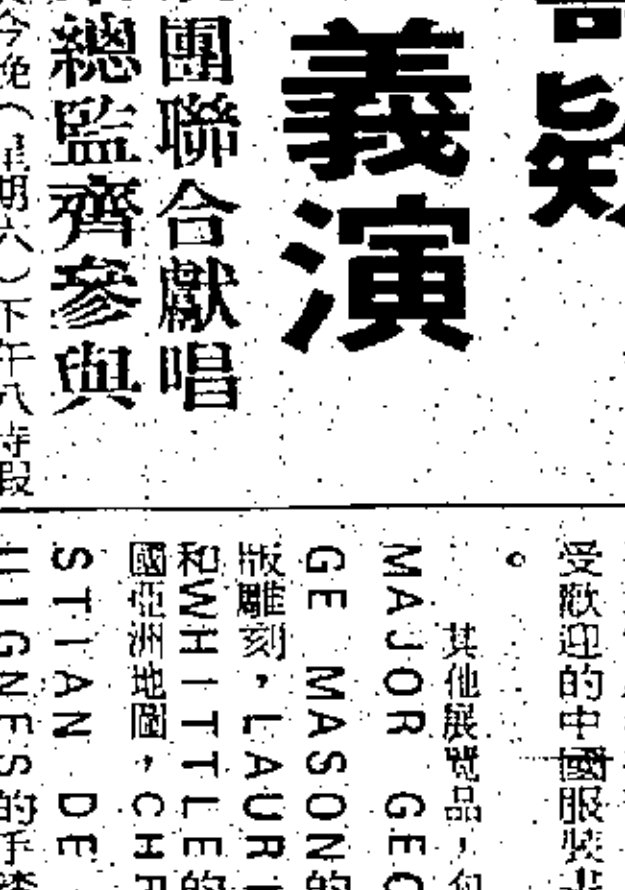 義演
團聯合獻唱
總監齊參與
今晚(星期六)下午八時假
受歡迎的中國服裝
。
其他展覽品,包
MAJOR GEO
GE MASON的
版雕刻,LAURI
和WHITTLE的
國亞洲地圖,CHR
STIAN DE
UIGNES的手